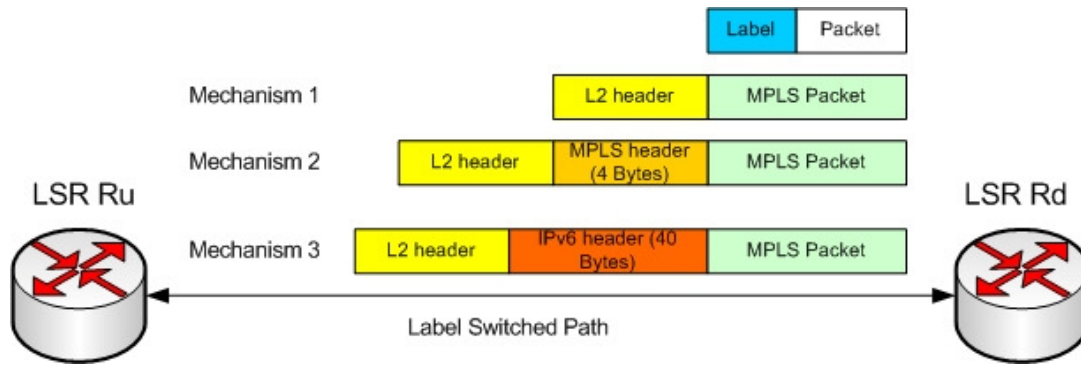 Label Packet
Mechanism 1 L2 header MPLS Packet
Mechanism 2 L2 header MPLS header (4 Bytes) MPLS Packet
LSR Ru
LSR Rd
Mechanism 3 L2 header IPv6 header (40 Bytes) MPLS Packet
Label Switched Path